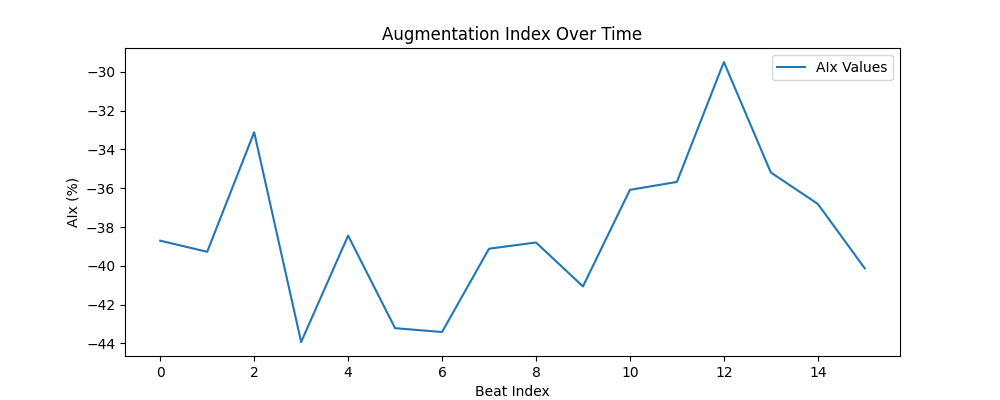 Augmentation Index Over Time
AIx Values
AIx (%)
−30
−32
−34
−36
−38
−40
−42
−44
0 2 4 6 8 10 12 14
Beat Index